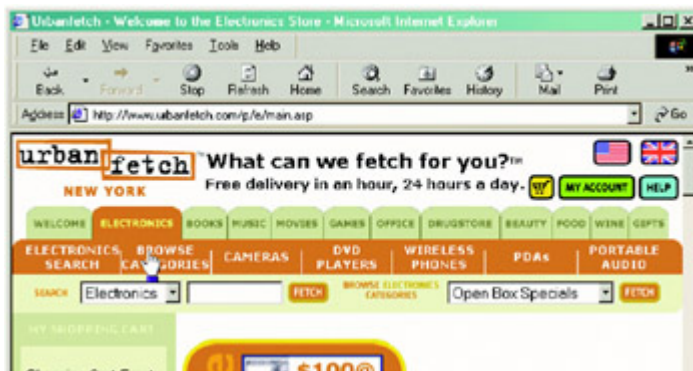 Urbanfetch - Welcome to the Electronics Store - Microsoft Internet Explorer
File Edit View Favorites Tools Help
Back Forward Stop Refresh Home Search Favorites History Mail Print
Address http://www.urbanfetch.com/p/e/main.asp Go
urban fetch What can we fetch for you?™
NEW YORK Free delivery in an hour, 24 hours a day. MY ACCOUNT HELP
WELCOME ELECTRONICS BOOKS MUSIC MOVIES GAMES OFFICE DRUGSTORE BEAUTY FOOD WINE GIFTS
ELECTRONICS SEARCH BROWSE CATEGORIES CAMERAS DVD PLAYERS WIRELESS PHONES PDAs PORTABLE AUDIO
SEARCH Electronics FETCH BROWSE ELECTRONICS CATEGORIES Open Box Specials FETCH
MY SHOPPING CART
$100@